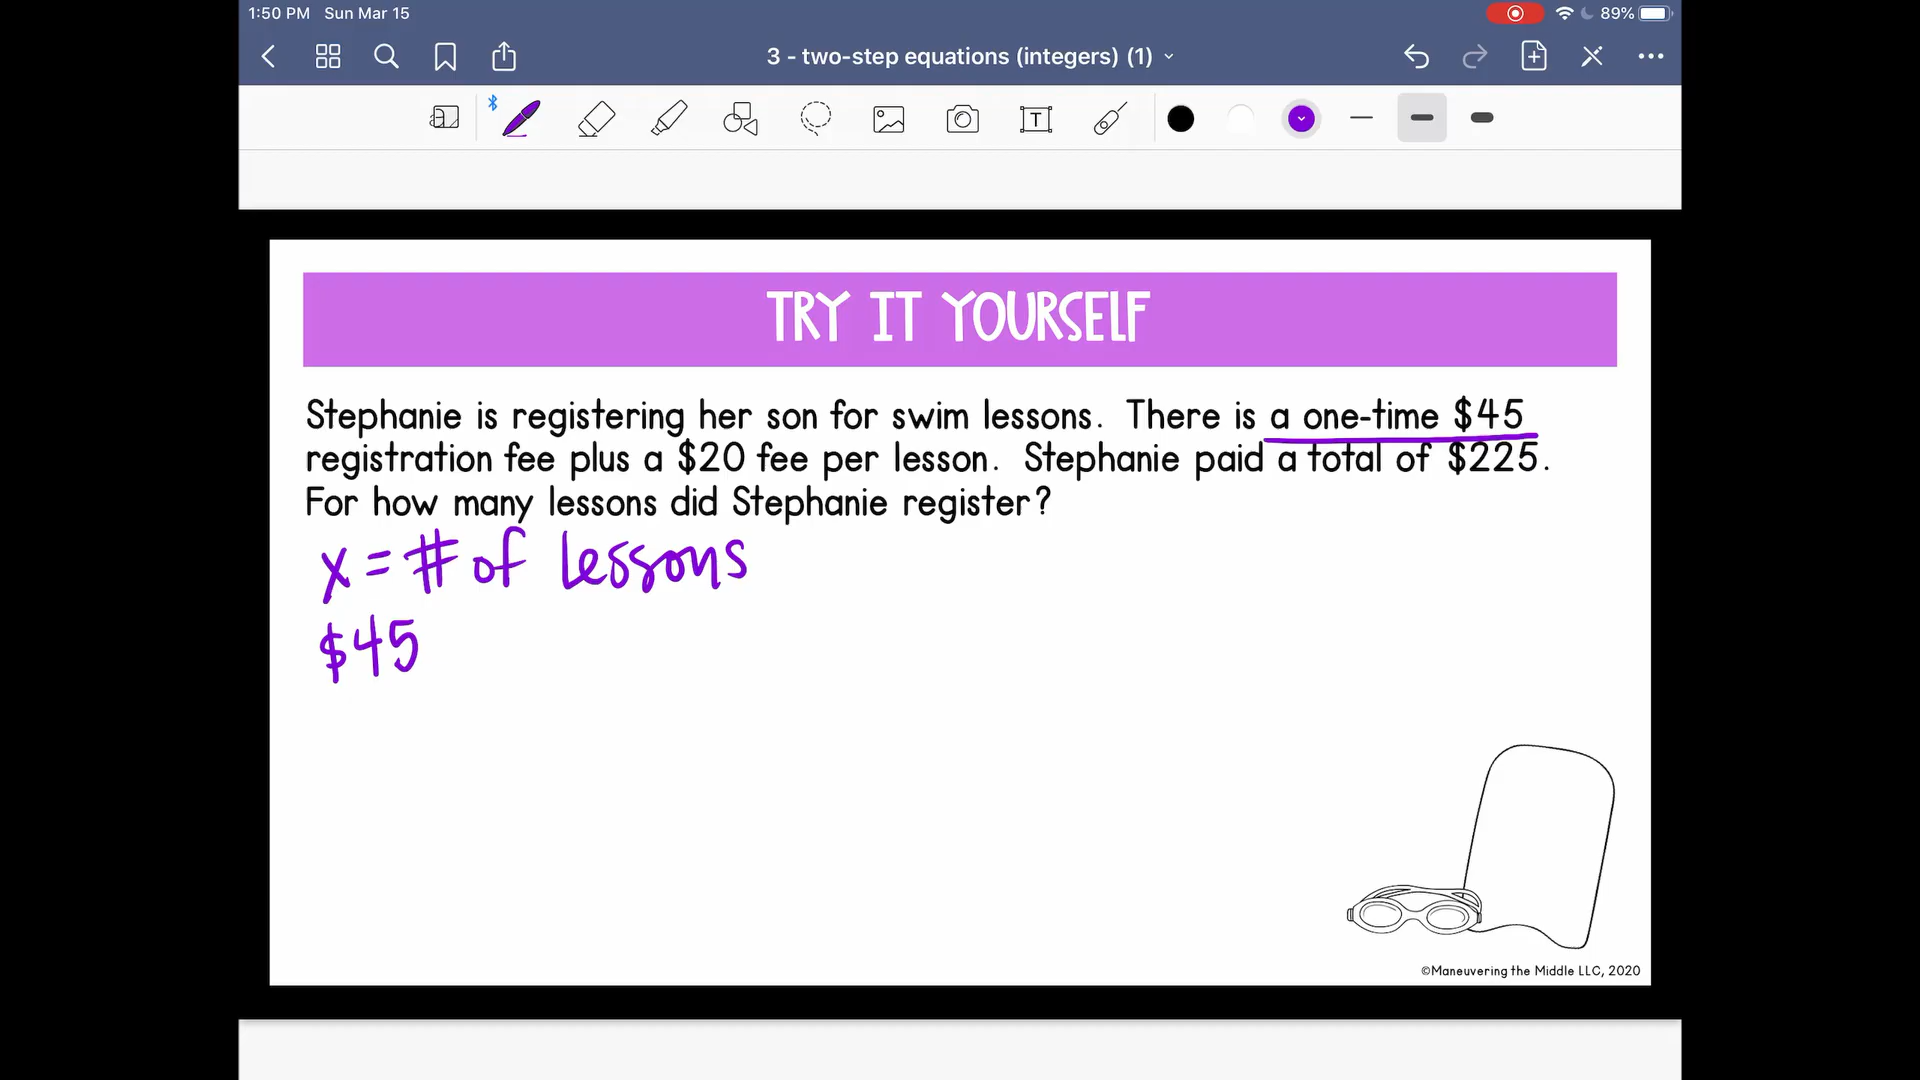 1:50 PM Sun Mar 15
89%
3 - two-step equations (integers) (1)
T
TRY IT YOURSELF
Stephanie is registering her son for swim lessons. There is a one-time $45
registration fee plus a $20 fee per lesson. Stephanie paid a total of $225.
For how many lessons did Stephanie register?
x = # of lessons
$45
©Maneuvering the Middle LLC, 2020